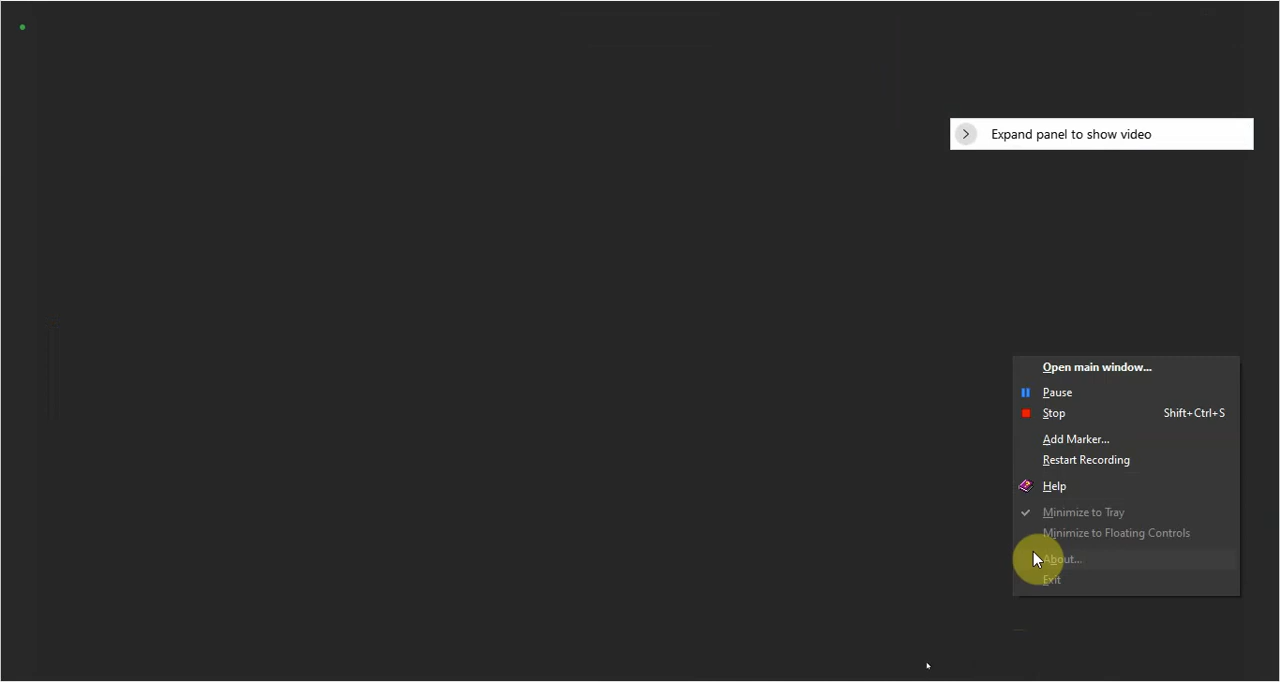 Expand panel to show video
Open main window...
Pause
Stop Shift+Ctrl+S
Add Marker...
Restart Recording
Help
Minimize to Tray
Minimize to Floating Controls
About...
Exit